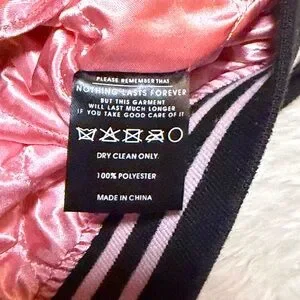 PLEASE REMEMBER THAT
NOTHING LASTS FOREVER
BUT THIS GARMENT
WILL LAST MUCH LONGER
IF YOU TAKE GOOD CARE OF IT
DRY CLEAN ONLY
100% POLYESTER
MADE IN CHINA